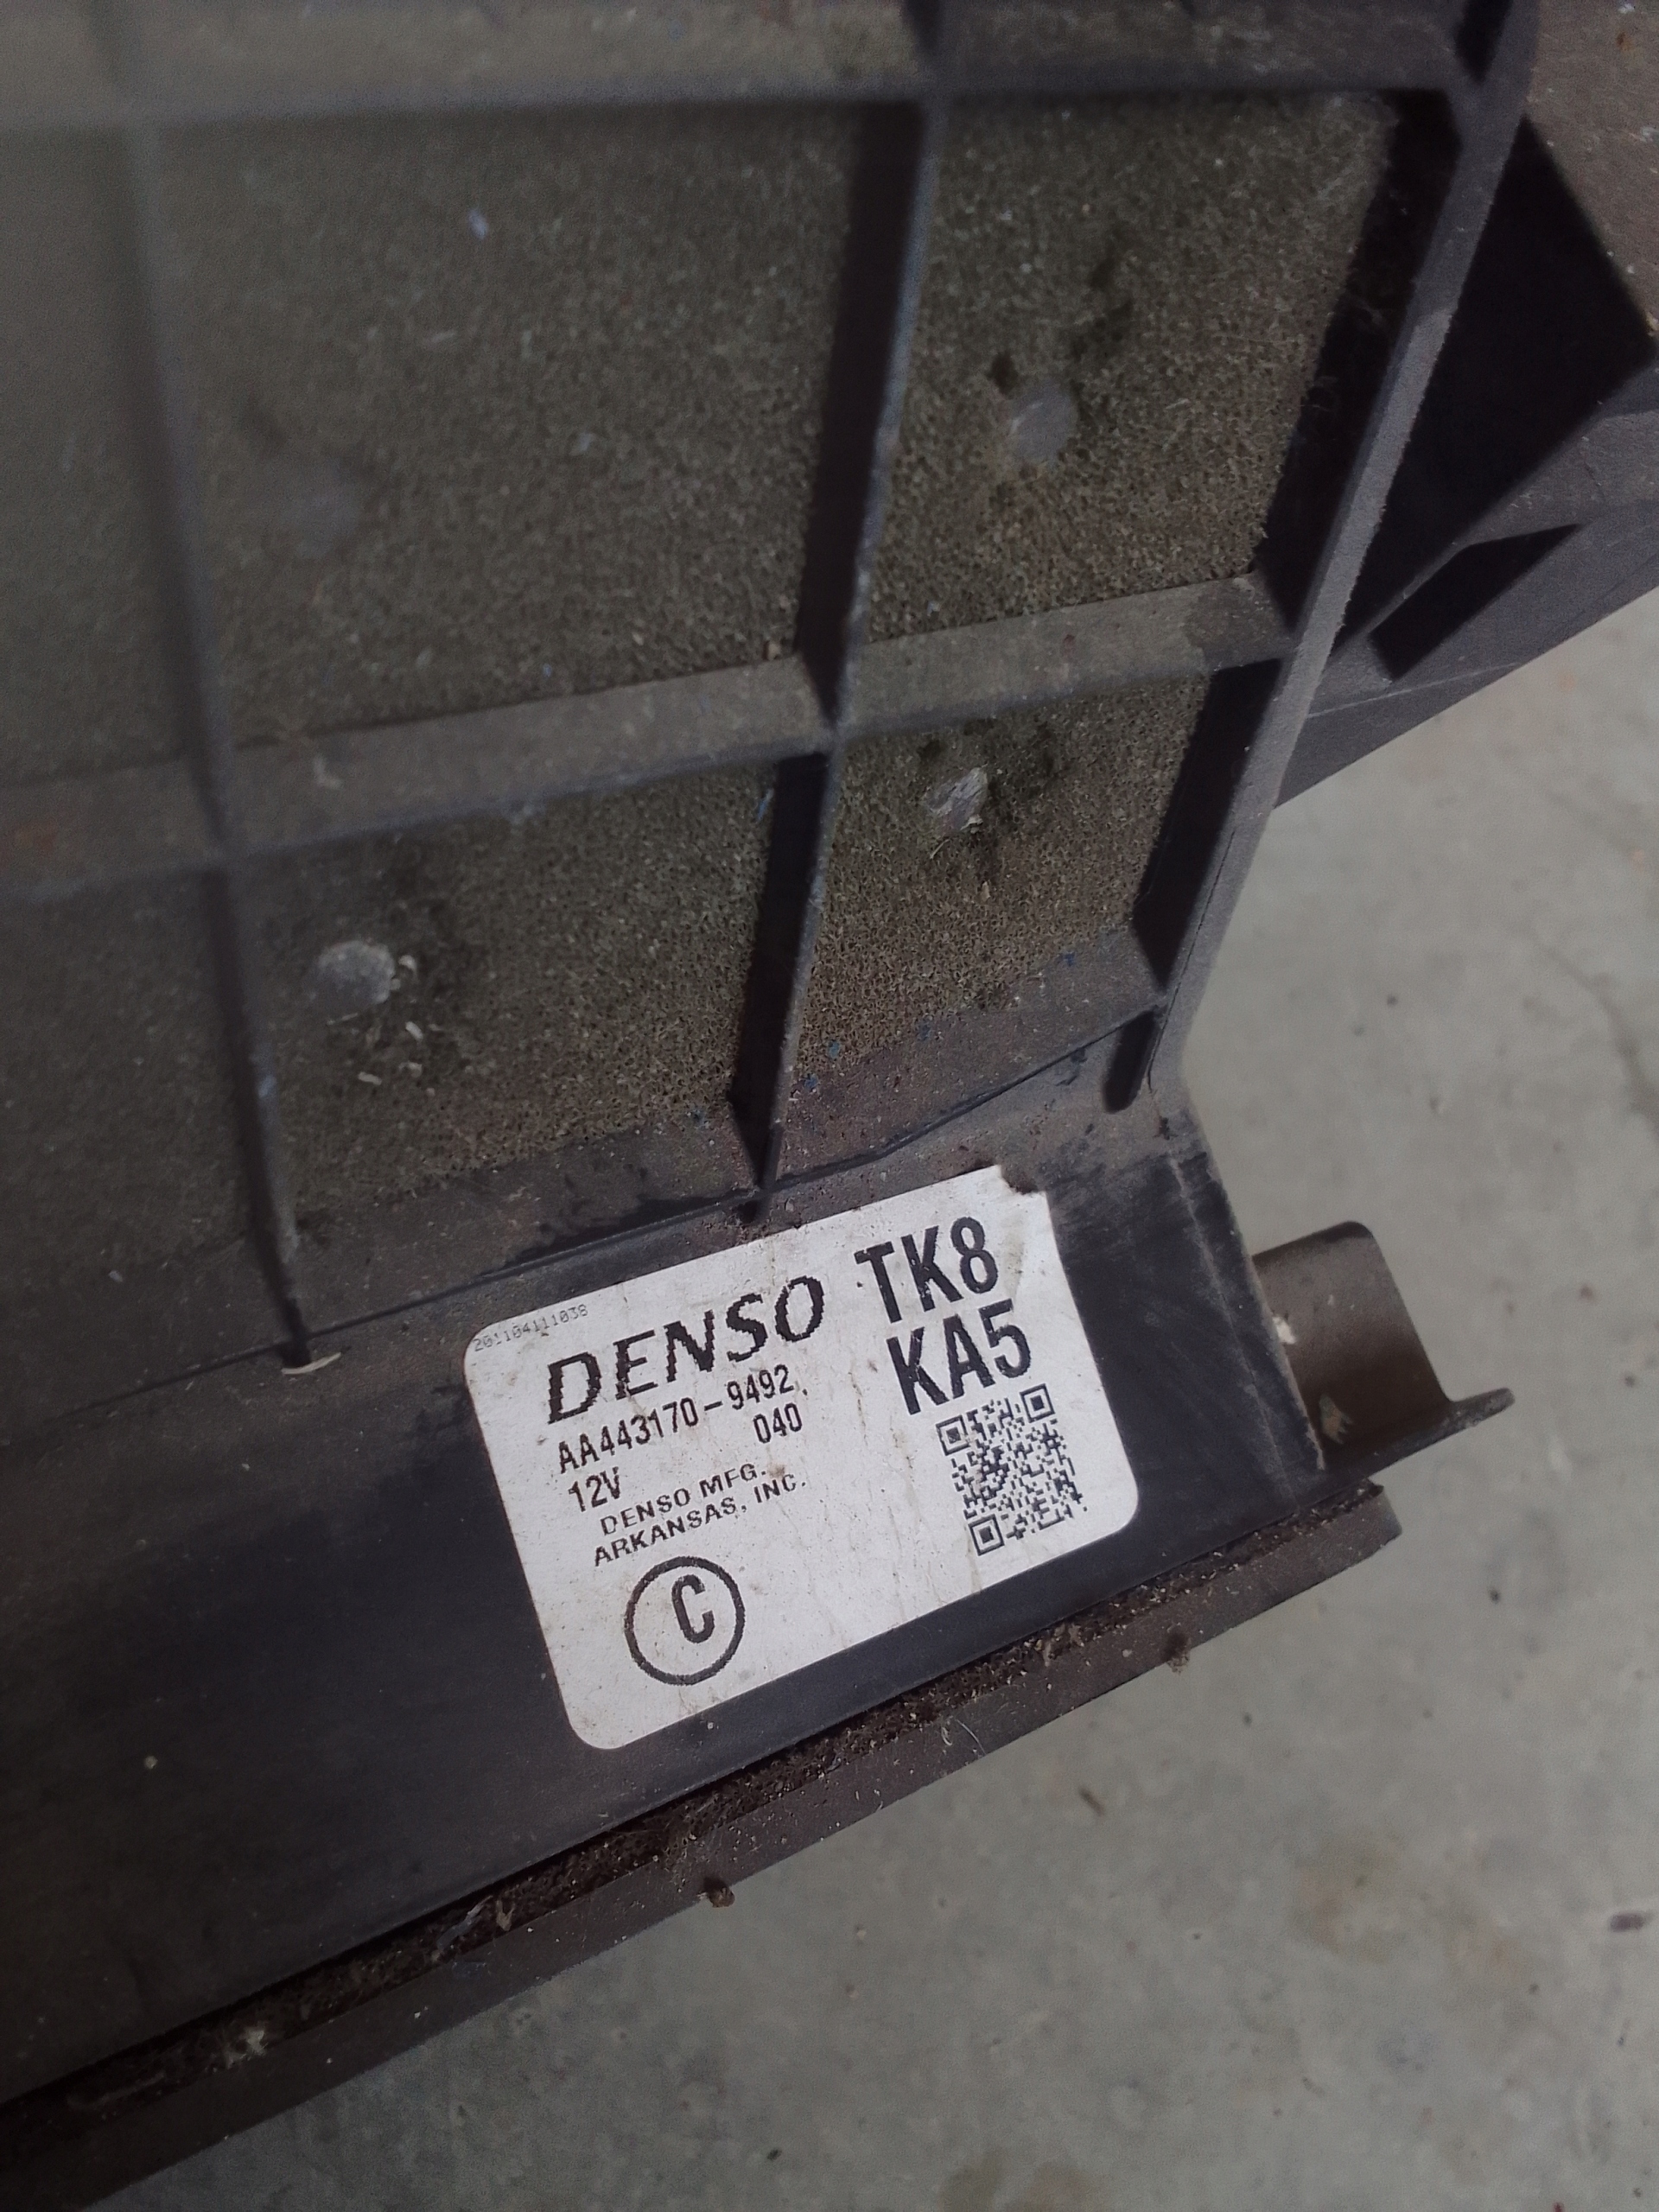 201104111038
DENSO
TK8
KA5
AA443170-9492
040
12V
DENSO MFG.
ARKANSAS, INC.
C